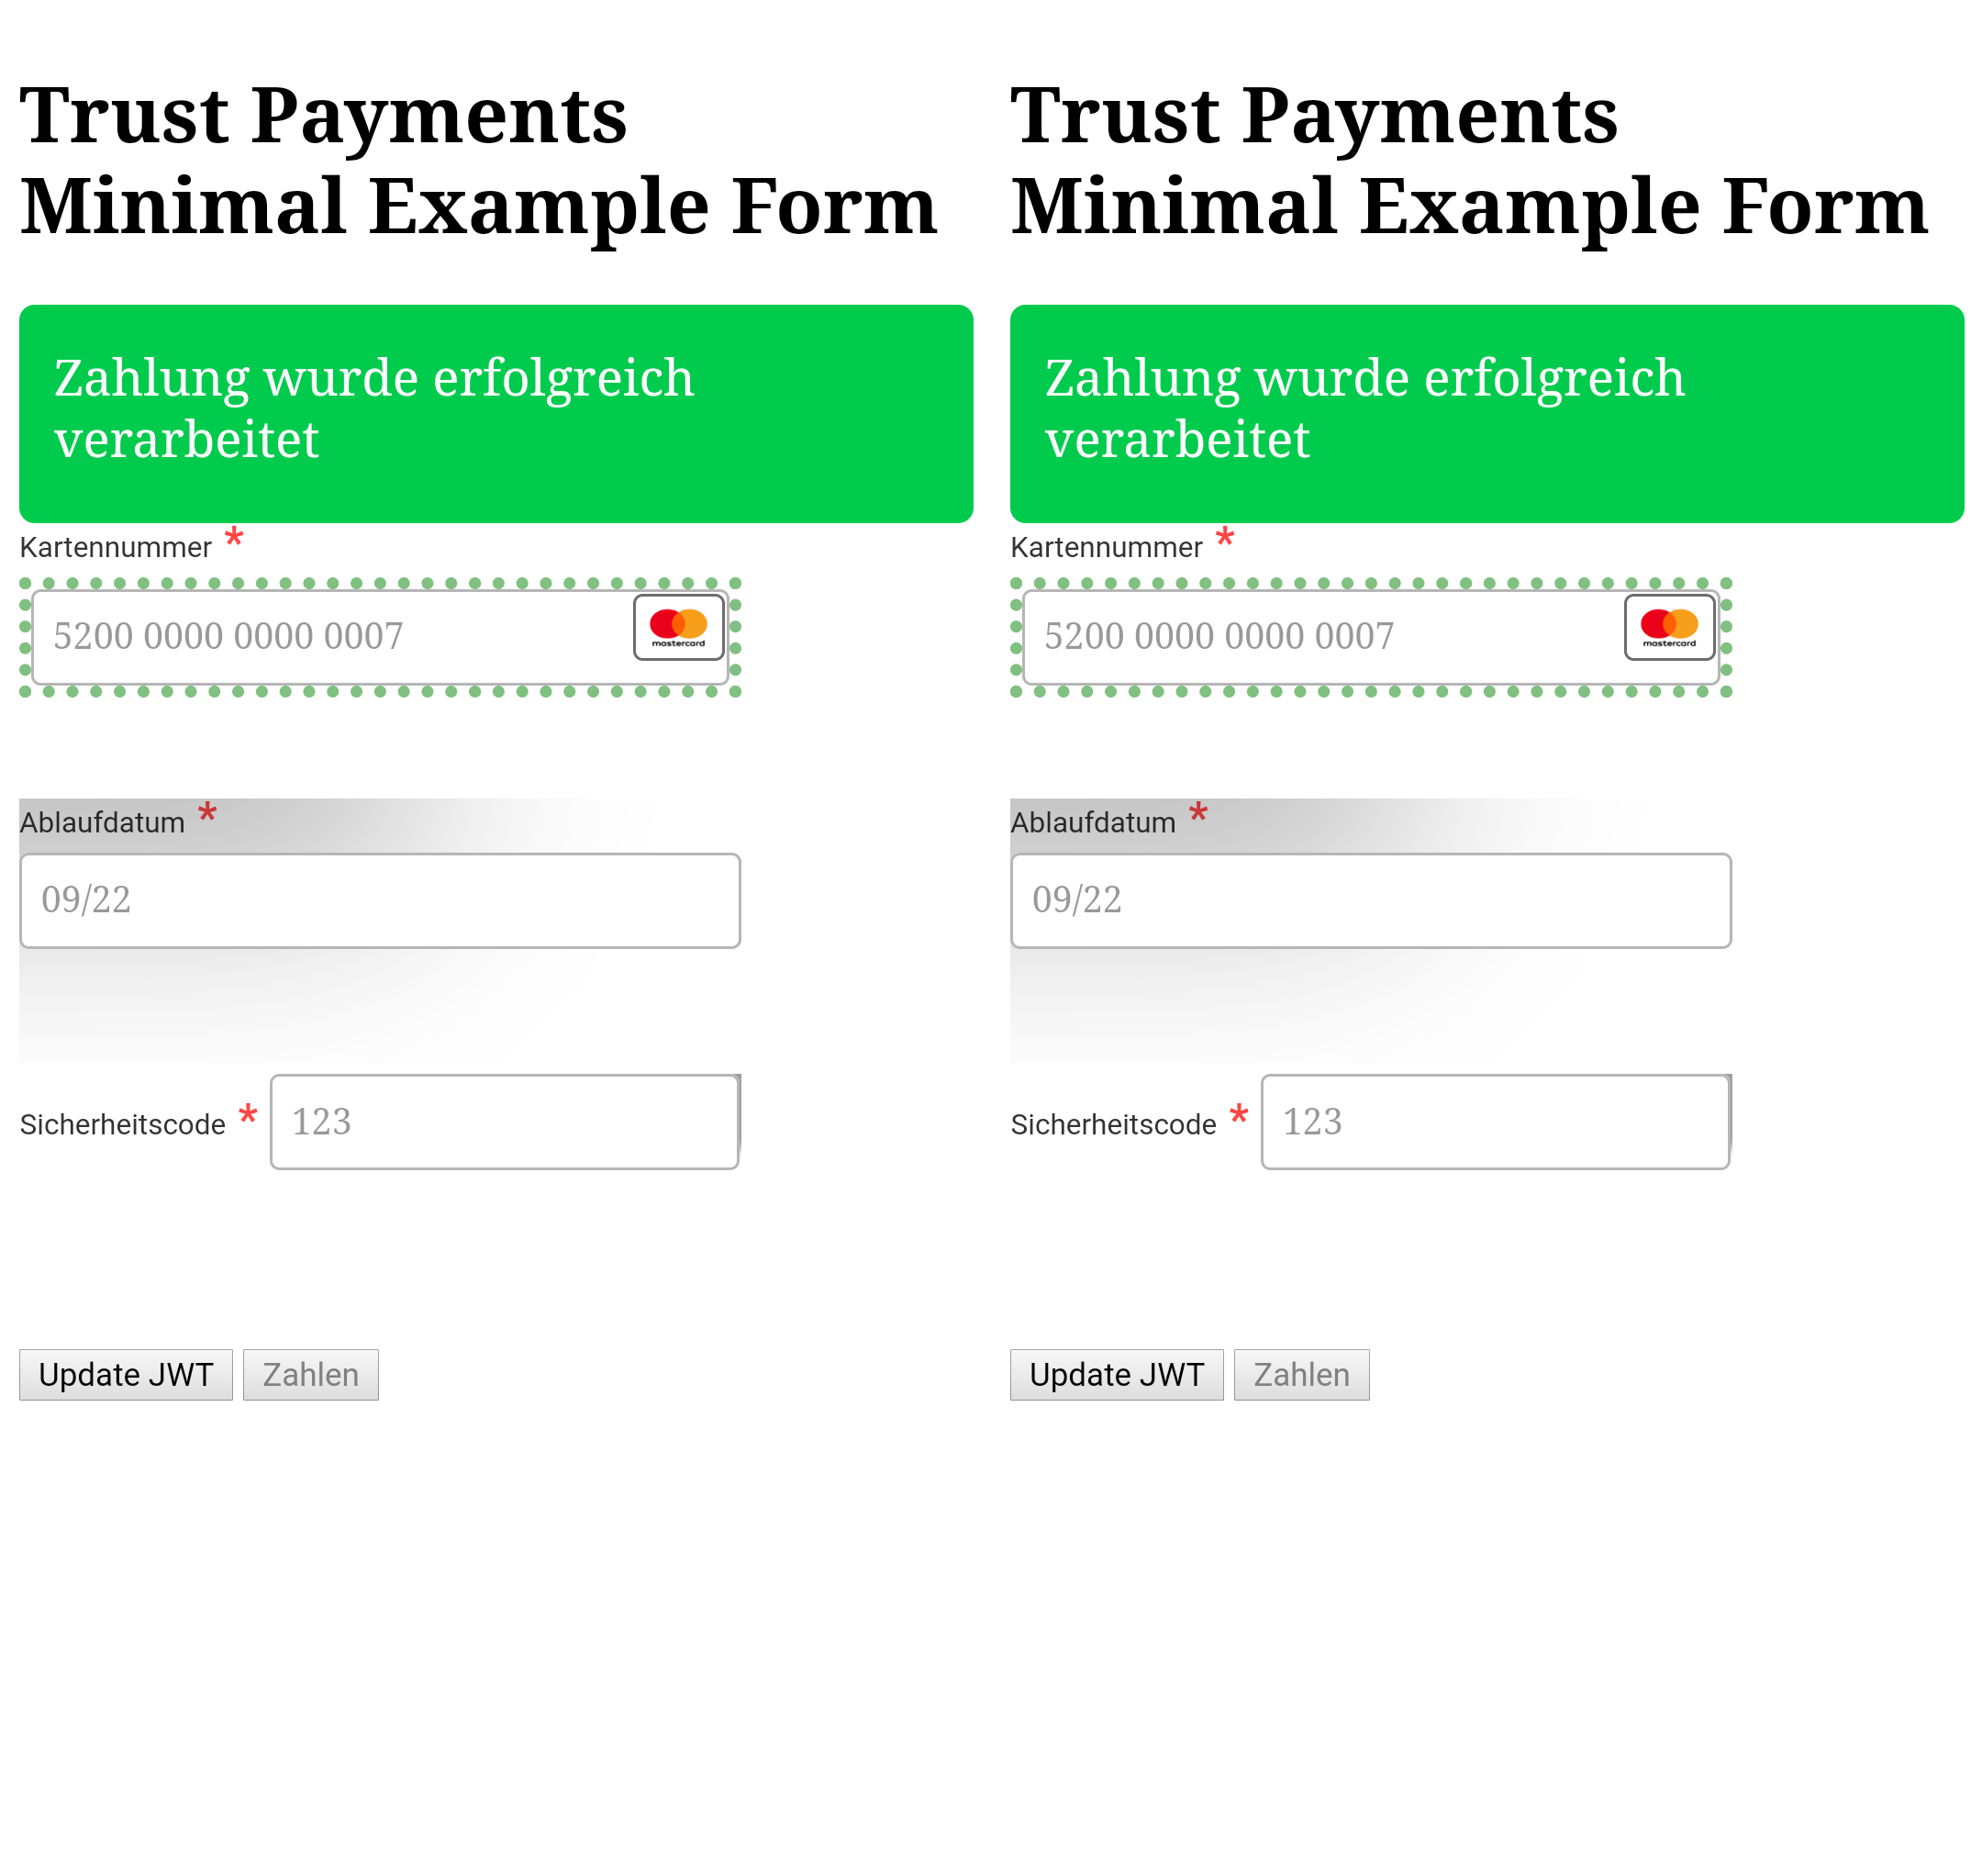 Trust Payments
Minimal Example Form
Zahlung wurde erfolgreich
verarbeitet
Kartennummer *
5200 0000 0000 0007
mastercard
Ablaufdatum *
09/22
Sicherheitscode *
123
Update JWT
Zahlen
Trust Payments
Minimal Example Form
Zahlung wurde erfolgreich
verarbeitet
Kartennummer *
5200 0000 0000 0007
mastercard
Ablaufdatum *
09/22
Sicherheitscode *
123
Update JWT
Zahlen